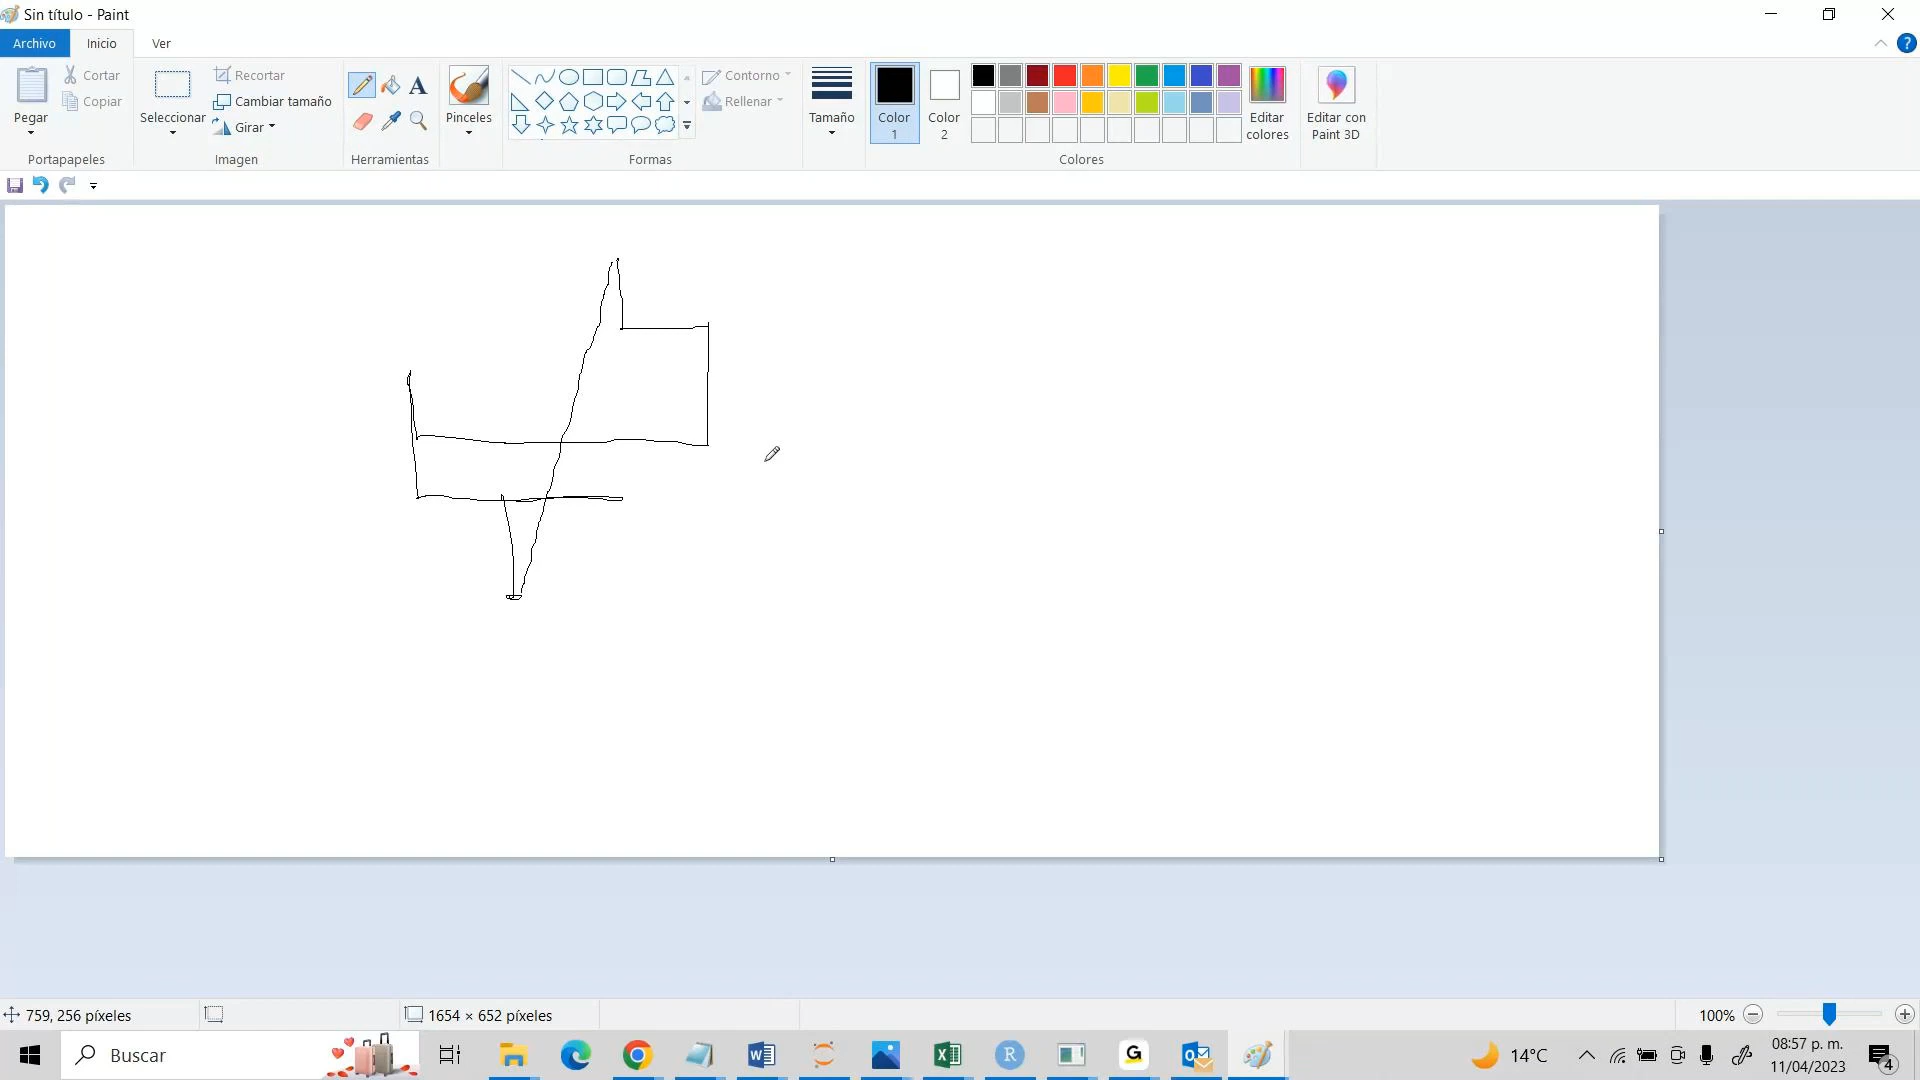 Sin título - Paint
Archivo Inicio Ver
Pegar
Cortar
Copiar
Portapapeles
Seleccionar
Recortar
Cambiar tamaño
Girar
Imagen
A
Herramientas
Pinceles
Contorno
Rellenar
Formas
Tamaño
Color
1
Color
2
Colores
Editar
colores
Editar con
Paint 3D
?
759, 256 píxeles
1654 × 652 píxeles
100%
Buscar
W
R
G
14°C
08:57 p. m.
11/04/2023
4